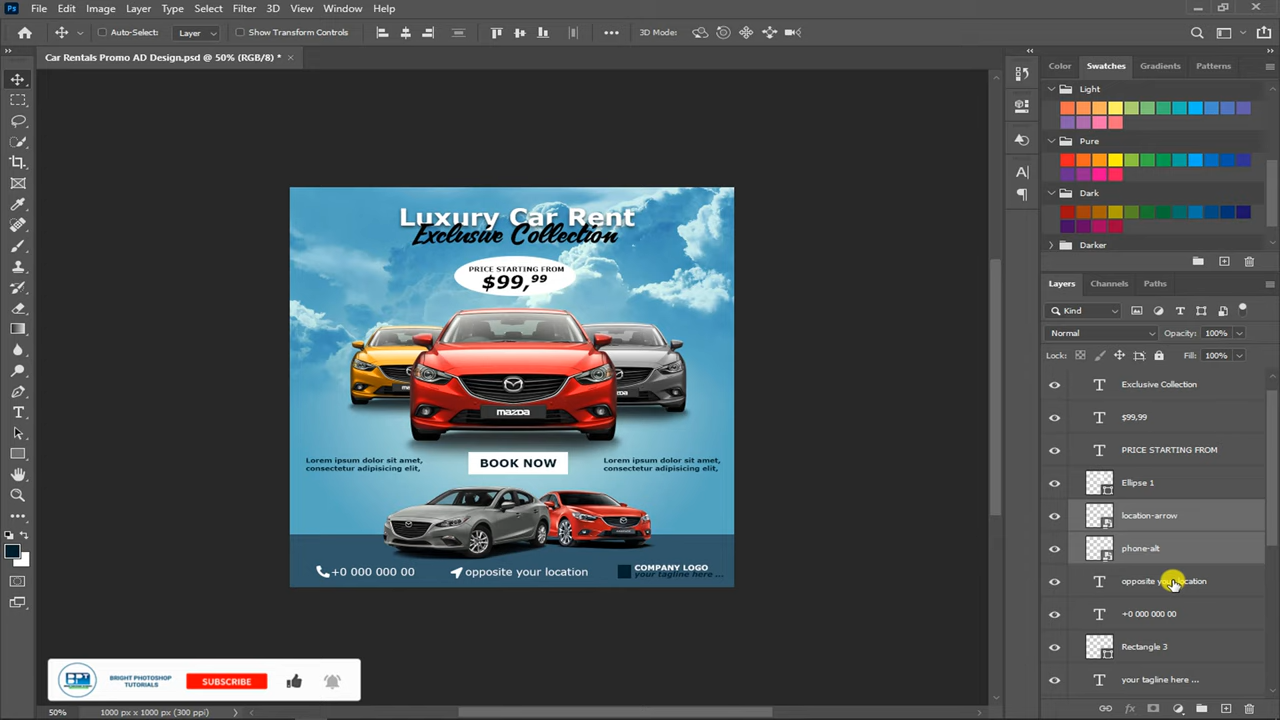 Ps File Edit Image Layer Type Select Filter 3D View Window Help
Auto-Select: Layer Show Transform Controls 3D Mode:
Car Rentals Promo AD Design.psd @ 50% (RGB/8) *
Color Swatches Gradients Patterns
Light
Pure
Dark
Darker
Layers Channels Paths
Kind
Normal Opacity: 100%
Lock: Fill: 100%
Exclusive Collection
$99,99
PRICE STARTING FROM
Ellipse 1
location-arrow
phone-alt
opposite your location
+0 000 000 00
Rectangle 3
your tagline here ...
Luxury Car Rent
Exclusive Collection
PRICE STARTING FROM
$99,99
mazda
Lorem ipsum dolor sit amet,
consectetur adipisicing elit,
BOOK NOW
Lorem ipsum dolor sit amet,
consectetur adipisicing elit,
+0 000 000 00
opposite your location
COMPANY LOGO
your tagline here ...
BPT
BRIGHT PHOTOSHOP
TUTORIALS
SUBSCRIBE
50% 1000 px x 1000 px (300 ppi)